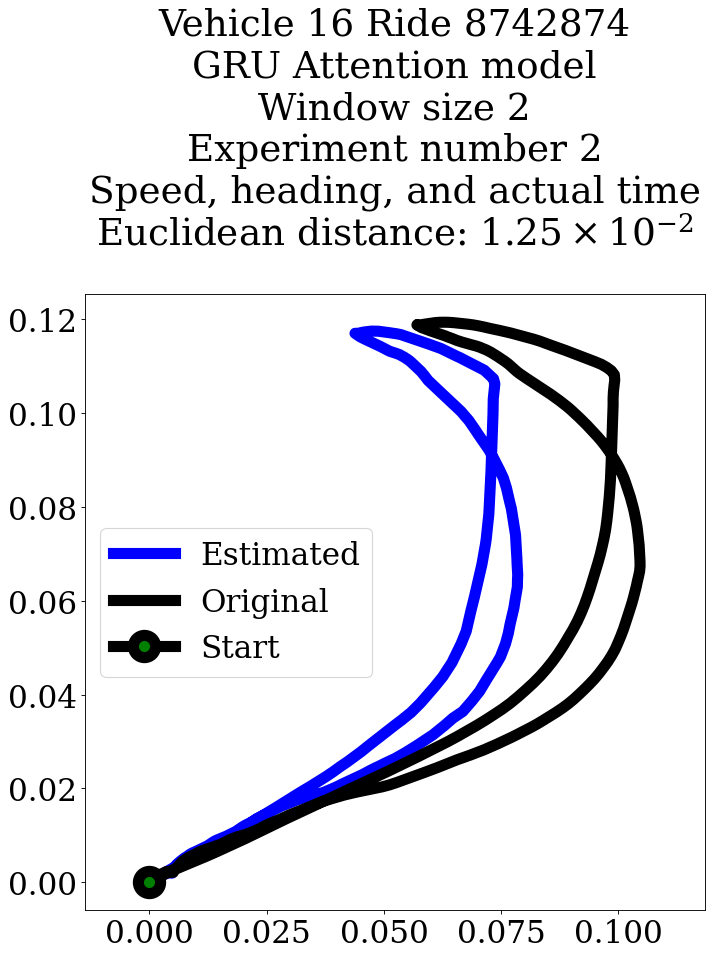 Vehicle 16 Ride 8742874
GRU Attention model
Window size 2
Experiment number 2
Speed, heading, and actual time
Euclidean distance: 1.25 × 10⁻²
0.12
0.10
0.08
0.06
0.04
0.02
0.00
Estimated
Original
Start
0.000 0.025 0.050 0.075 0.100